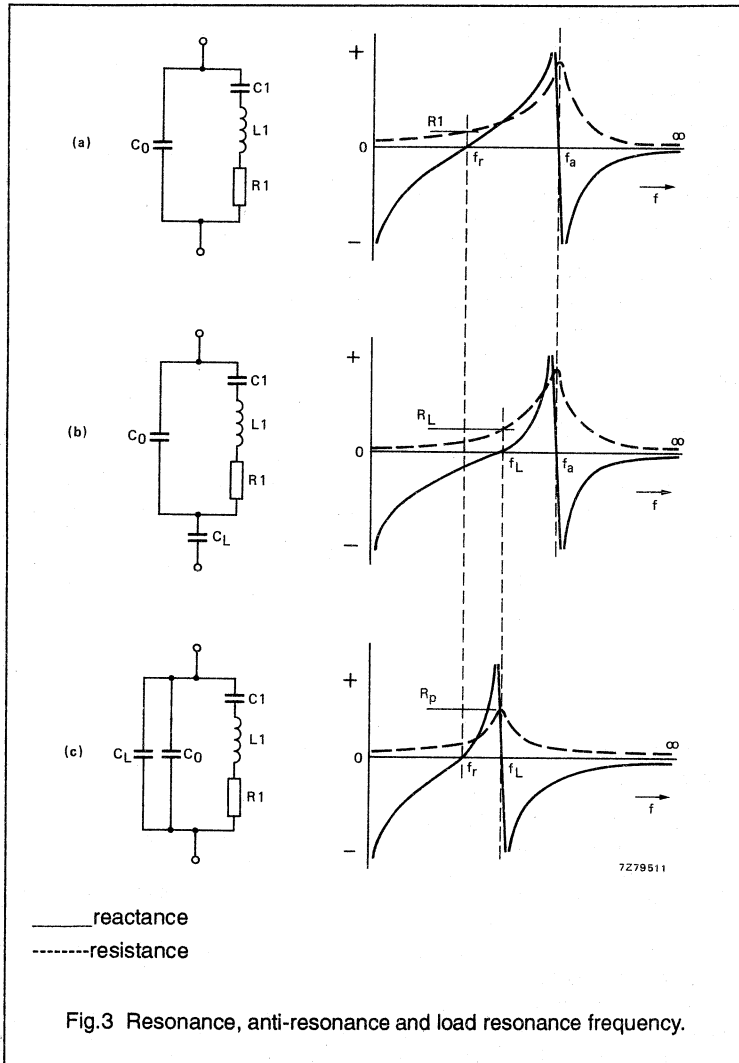 (a)
C0
C1
L1
R1
+
0
−
R1
fr
fa
∞
f
(b)
C0
C1
L1
R1
CL
+
0
−
RL
fL
fa
∞
f
(c)
CL
C0
C1
L1
R1
+
0
−
Rp
fr
fL
∞
f
7Z79511
reactance
resistance
Fig.3 Resonance, anti-resonance and load resonance frequency.